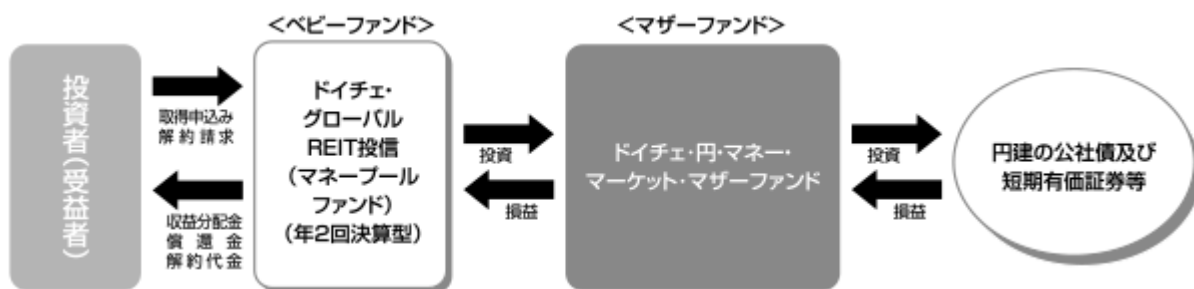 投資者(受益者)
取得申込み
解約請求
収益分配金
償還金
解約代金
＜ベビーファンド＞
ドイチェ・
グローバル
REIT投信
(マネープール
ファンド)
(年2回決算型)
投資
損益
＜マザーファンド＞
ドイチェ・円・マネー・
マーケット・マザーファンド
投資
損益
円建の公社債及び
短期有価証券等